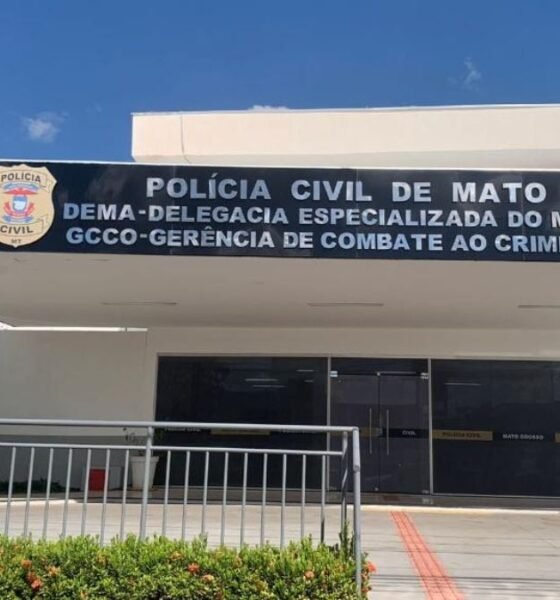 POLÍCIA CIVIL DE MATO
DEMA-DELEGACIA ESPECIALIZADA DO M
GCCO-GERÊNCIA DE COMBATE AO CRIM
POLÍCIA
CIVIL
MT
CIVIL
POLÍCIA CIVIL
MATO GROSSO